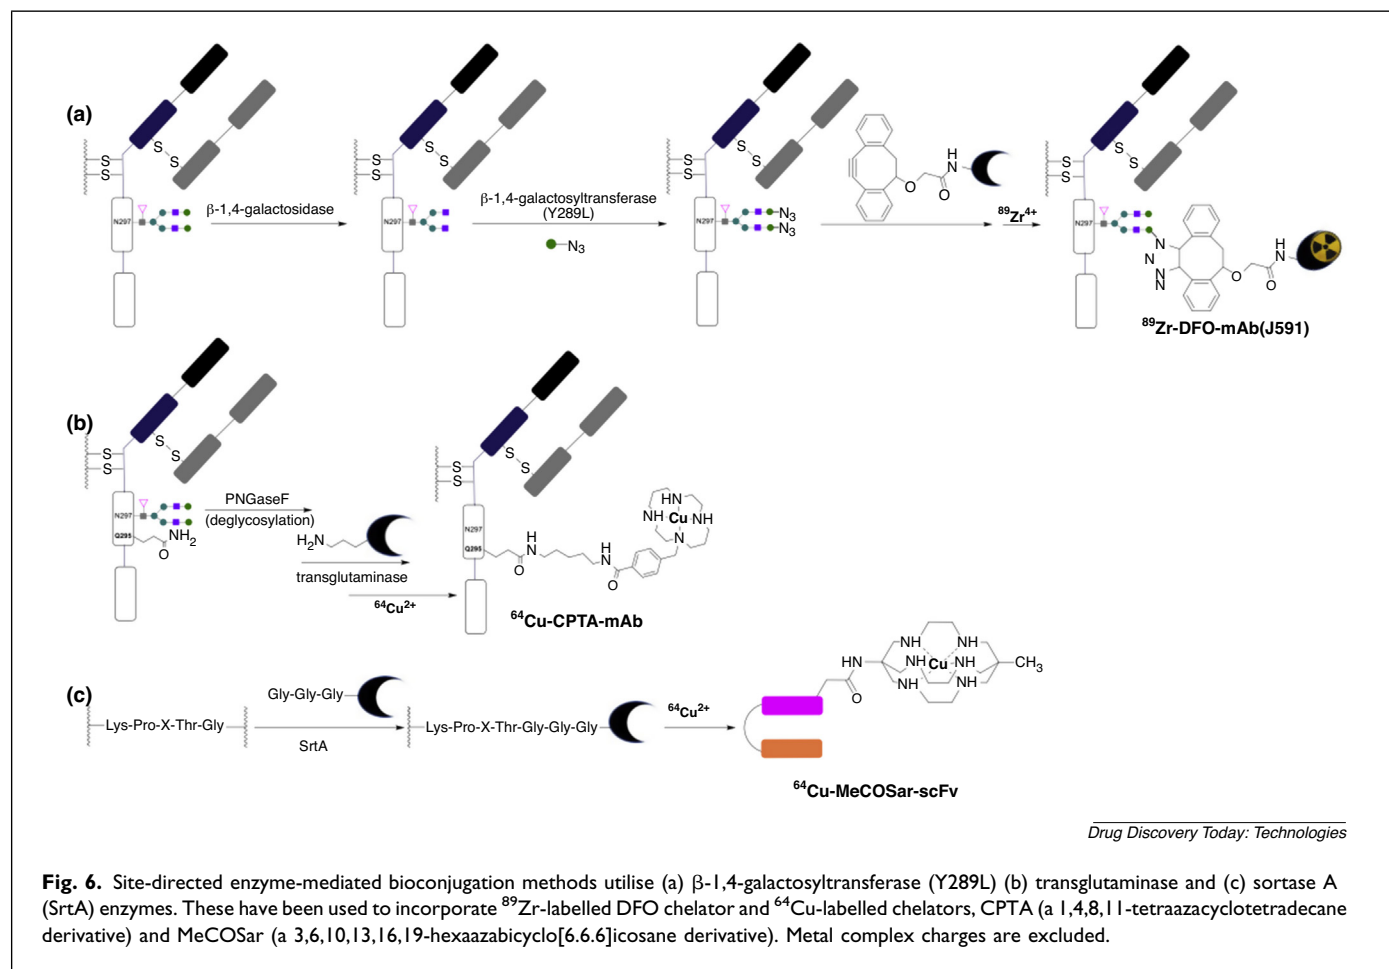 (a)
S
S
S
S
N297
β-1,4-galactosidase
S
S
S
S
N297
β-1,4-galactosyltransferase
(Y289L)
N3
S
S
S
S
N297
N3
N3
H
N
O
O
89Zr4+
S
S
S
S
N297
N
N
N
H
N
O
O
89Zr-DFO-mAb(J591)
(b)
S
S
S
S
N297
Q295
NH2
O
PNGaseF
(deglycosylation)
H2N
transglutaminase
64Cu2+
S
S
S
S
N297
Q295
H
N
O
H
N
O
HN
NH
Cu
NH
N
64Cu-CPTA-mAb
(c)
Lys-Pro-X-Thr-Gly
Gly-Gly-Gly
SrtA
Lys-Pro-X-Thr-Gly-Gly-Gly
64Cu2+
HN
O
NH
NH
NH
Cu
NH
NH
NH
CH3
64Cu-MeCOSar-scFv
Drug Discovery Today: Technologies
Fig. 6. Site-directed enzyme-mediated bioconjugation methods utilise (a) β-1,4-galactosyltransferase (Y289L) (b) transglutaminase and (c) sortase A
(SrtA) enzymes. These have been used to incorporate 89Zr-labelled DFO chelator and 64Cu-labelled chelators, CPTA (a 1,4,8,11-tetraazacyclotetradecane
derivative) and MeCOSar (a 3,6,10,13,16,19-hexaazabicyclo[6.6.6]icosane derivative). Metal complex charges are excluded.